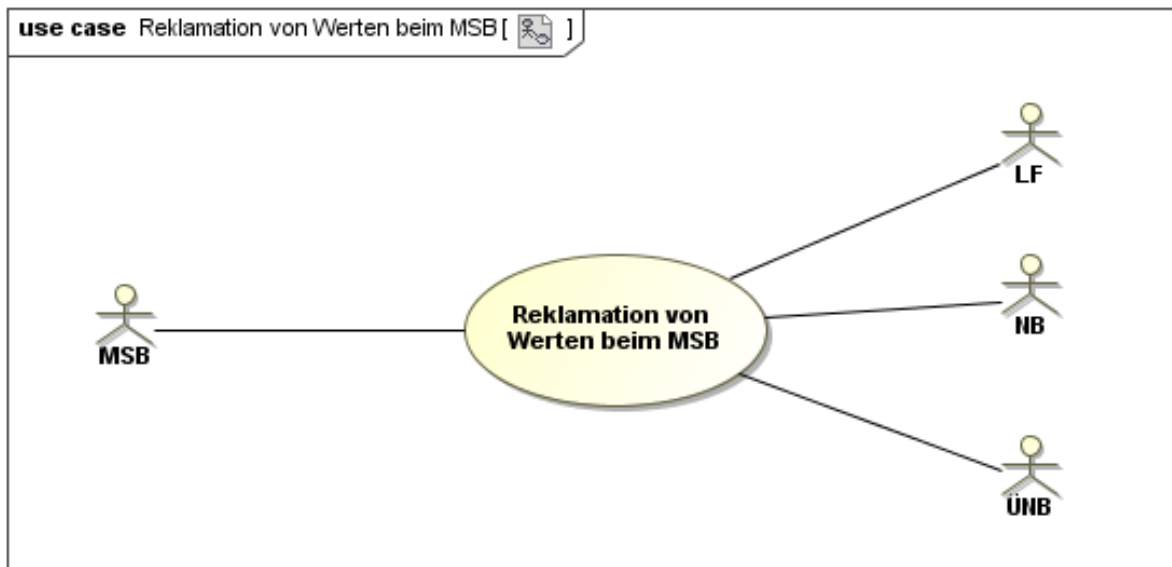 use case Reklamation von Werten beim MSB [ ]
LF
Reklamation von
Werten beim MSB
NB
MSB
ÜNB